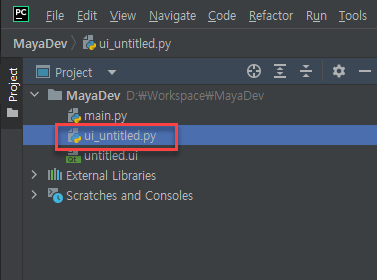 PC File Edit View Navigate Code Refactor Run Tools
MayaDev ui_untitled.py
Project
Project
MayaDev D:₩Workspace₩MayaDev
main.py
ui_untitled.py
untitled.ui
External Libraries
Scratches and Consoles